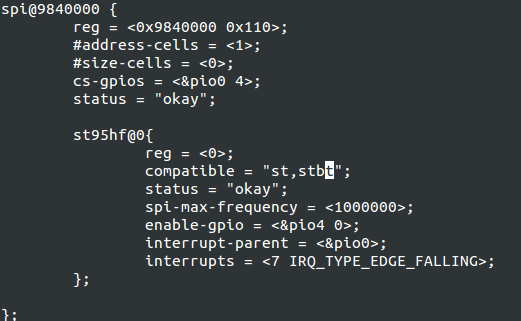 spi@9840000 {
reg = <0x9840000 0x110>;
#address-cells = <1>;
#size-cells = <0>;
cs-gpios = <&pio0 4>;
status = "okay";
st95hf@0{
reg = <0>;
compatible = "st,stbt";
status = "okay";
spi-max-frequency = <1000000>;
enable-gpio = <&pio4 0>;
interrupt-parent = <&pio0>;
interrupts = <7 IRQ_TYPE_EDGE_FALLING>;
};
};